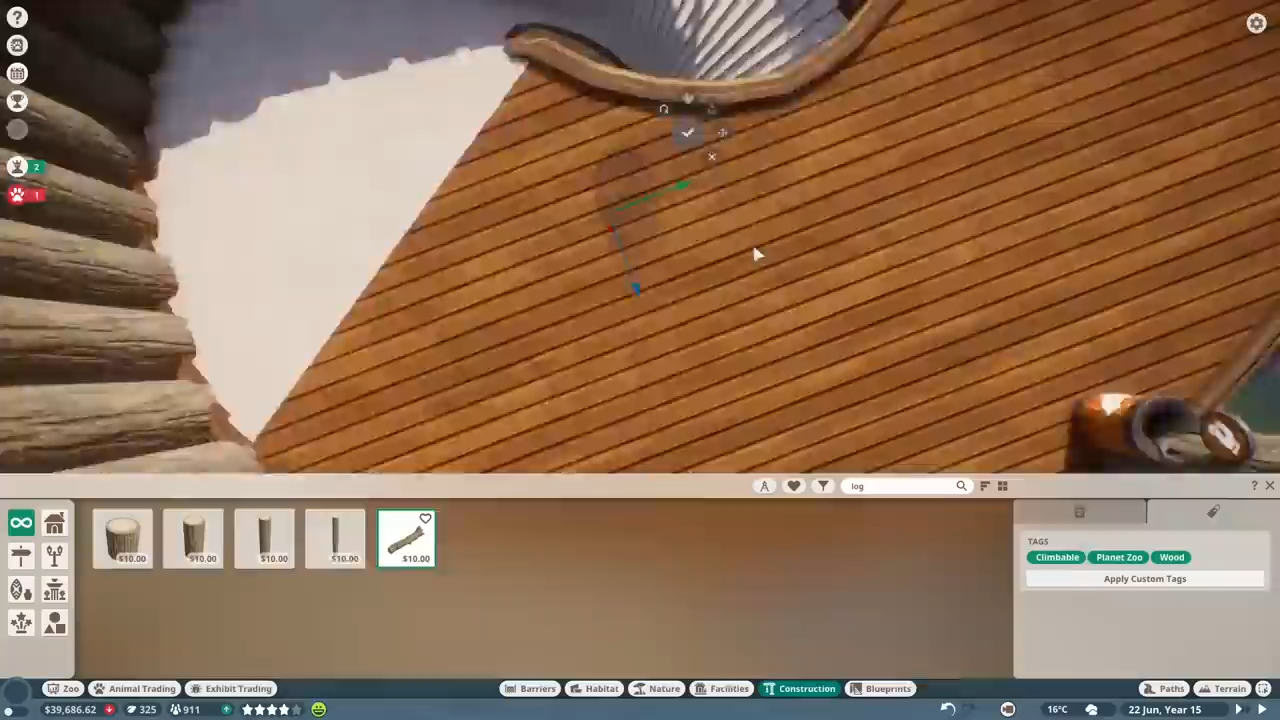 ?
2
1
log
? ×
$10.00 $10.00 $10.00 $10.00 $10.00
TAGS
Climbable Planet Zoo Wood
Apply Custom Tags
Zoo Animal Trading Exhibit Trading Barriers Habitat Nature Facilities Construction Blueprints Paths Terrain
$39,686.62 325 911 16°C 22 Jun, Year 15